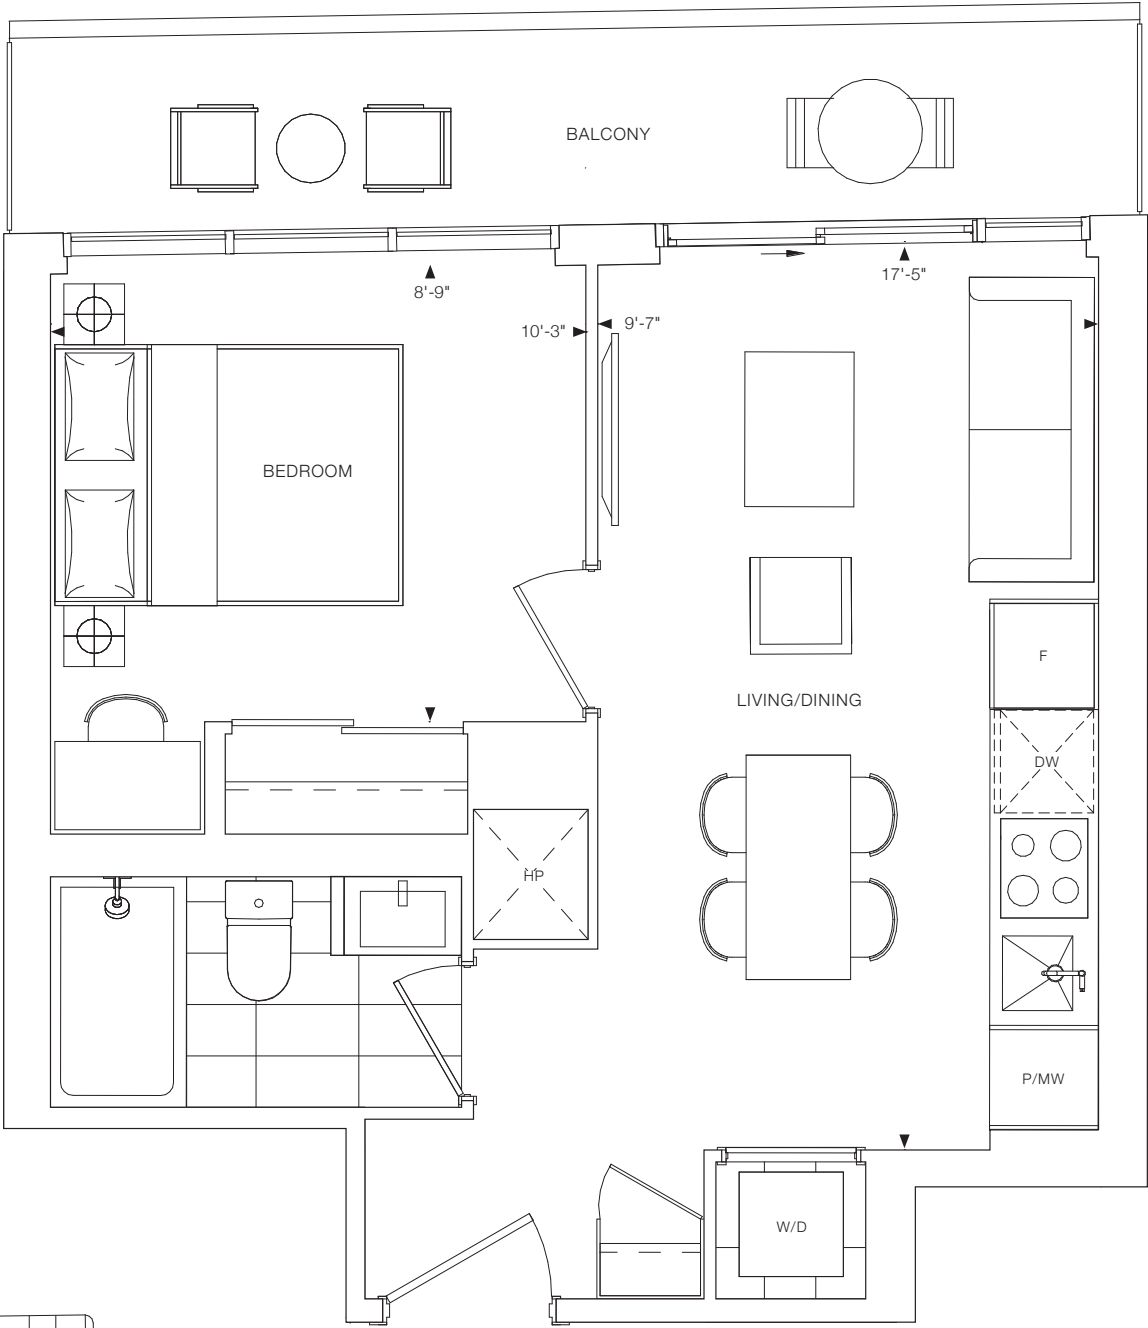 BALCONY
17'-5"
8'-9"
10'-3"
9'-7"
BEDROOM
F
LIVING/DINING
DW
HP
P/MW
W/D